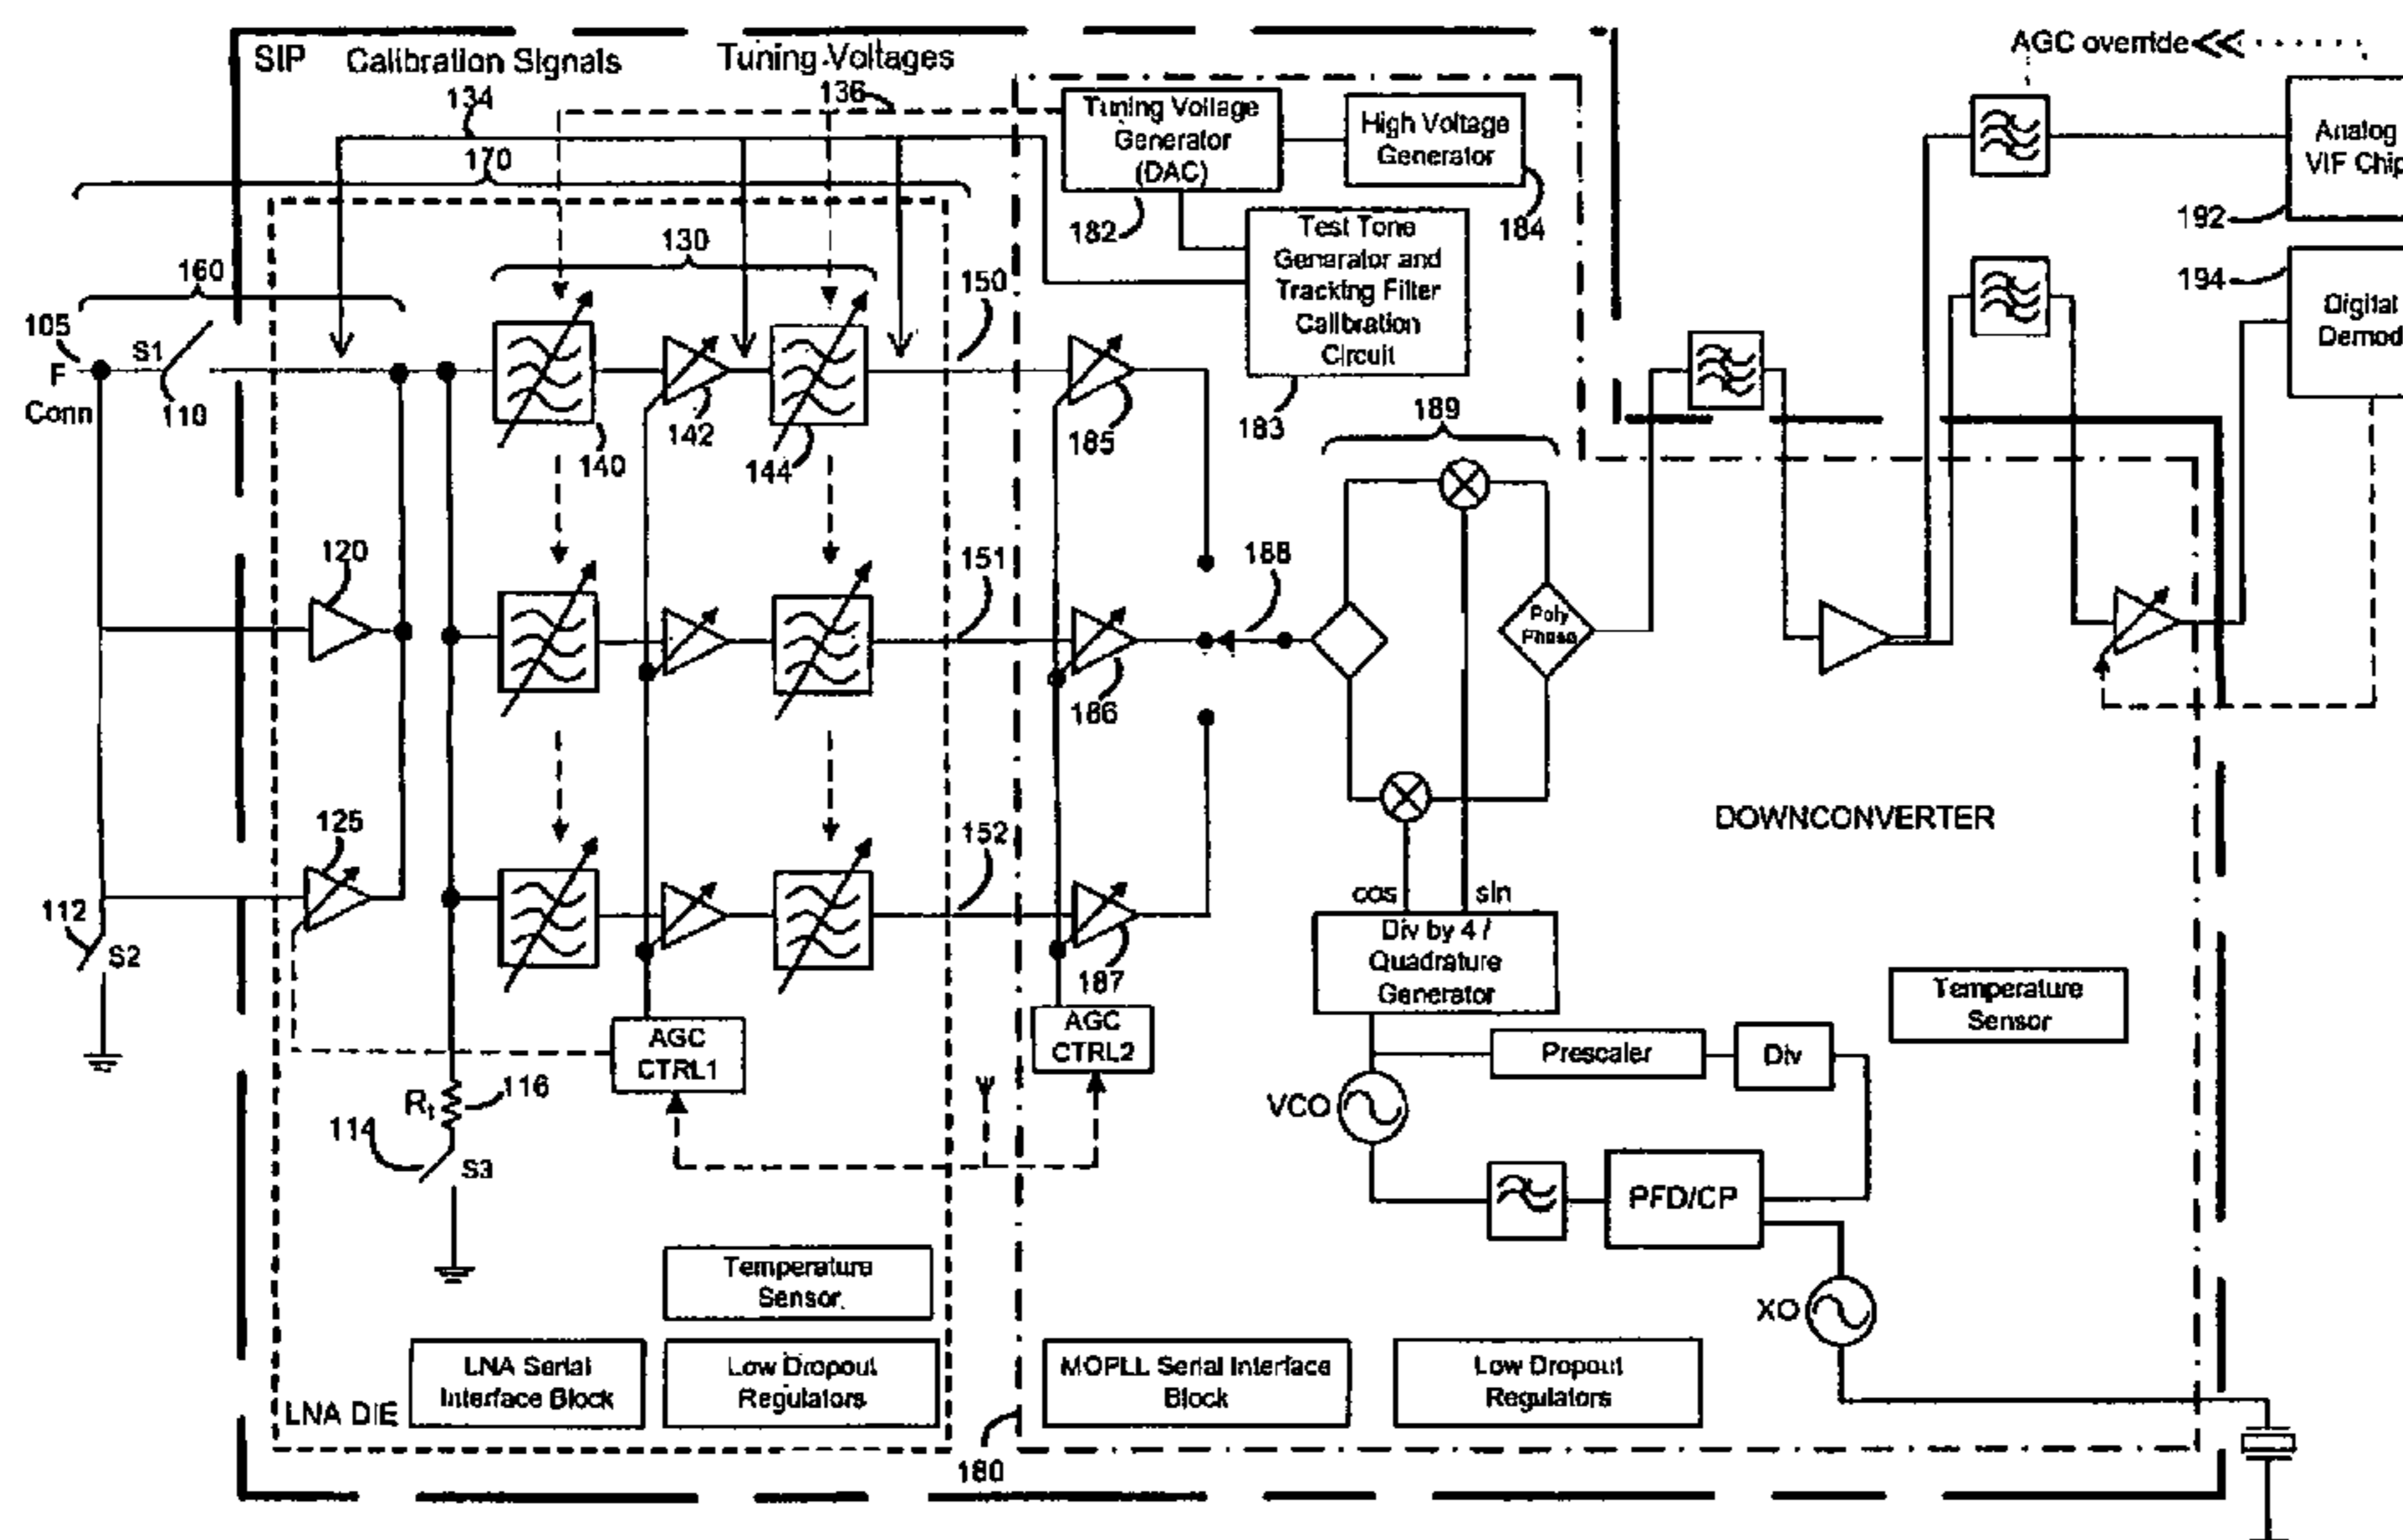 SIP
Calibration Signals
Tuning Voltages
AGC override
134
136
170
Tuning Voltage
Generator
(DAC)
High Voltage
Generator
Analog
VIF Chip
182
184
192
Test Tone
Generator and
Tracking Filter
Calibration
Circuit
194
Digital
Demod
160
130
150
105
F
Conn
S1
110
142
140
144
185
183
189
120
151
188
Poly
Phase
186
125
152
DOWNCONVERTER
112
S2
cos
sin
187
Div by 4 /
Quadrature
Generator
Temperature
Sensor
AGC
CTRL1
AGC
CTRL2
Prescaler
Div
Rt
116
114
S3
VCO
PFD/CP
Temperature
Sensor
XO
LNA DIE
LNA Serial
Interface Block
Low Dropout
Regulators
MOPLL Serial Interface
Block
Low Dropout
Regulators
180